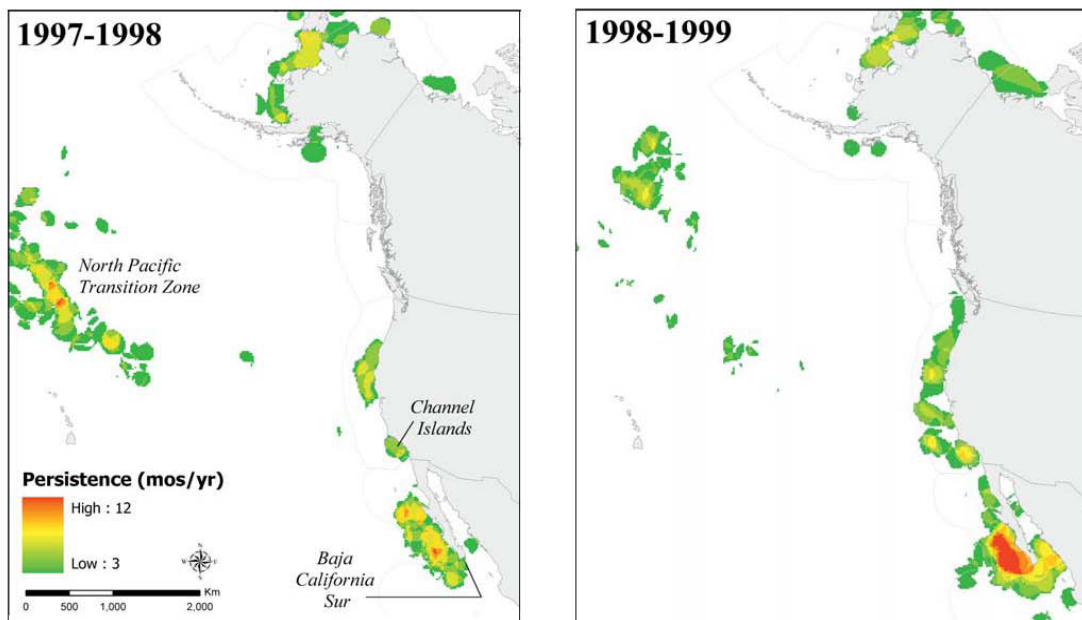 1997-1998
North Pacific
Transition Zone
Channel
Islands
Persistence (mos/yr)
High : 12
Low : 3
N
W E
S
Km
0 500 1,000 2,000
Baja
California
Sur
1998-1999